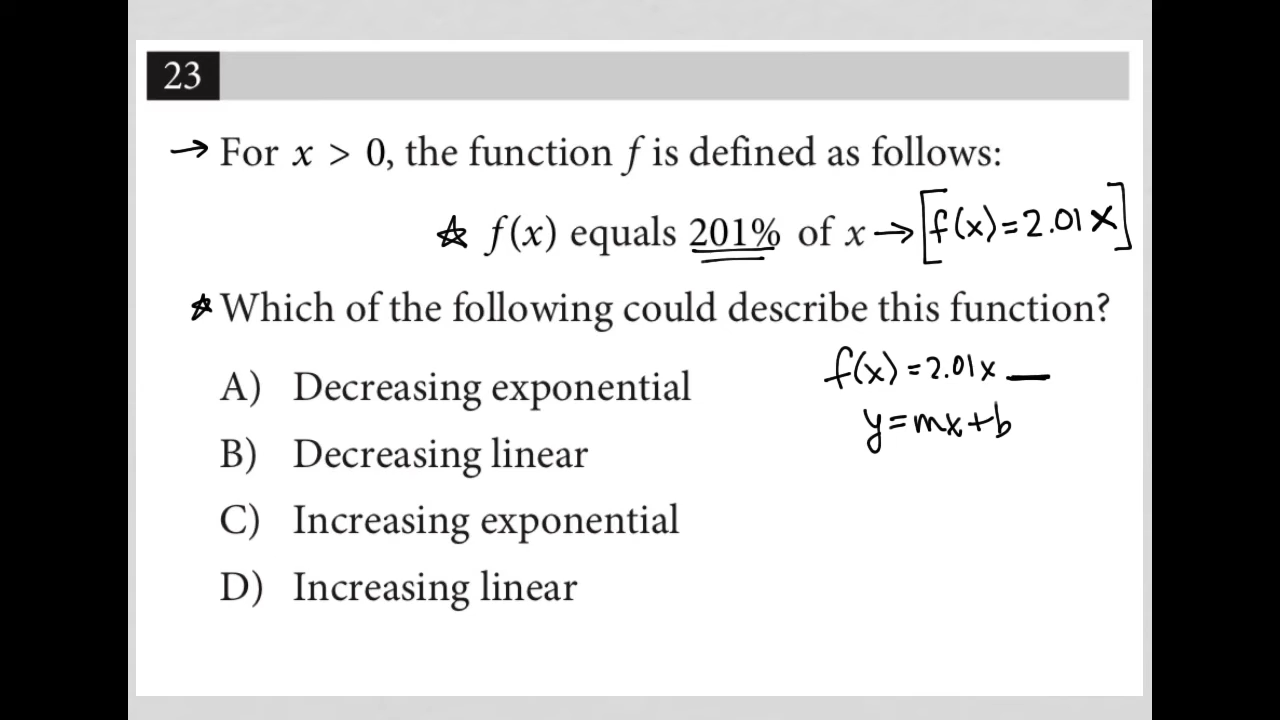 23
→ For x > 0, the function f is defined as follows:
☆ f(x) equals 201% of x → [f(x) = 2.01x]
☆ Which of the following could describe this function?
A) Decreasing exponential
f(x) = 2.01x __
y = mx + b
B) Decreasing linear
C) Increasing exponential
D) Increasing linear